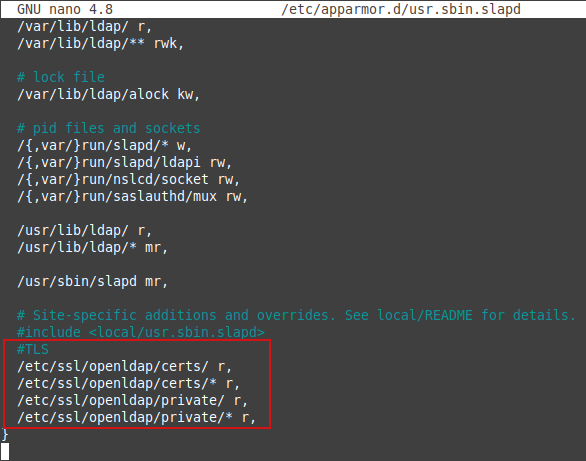 GNU nano 4.8 /etc/apparmor.d/usr.sbin.slapd
/var/lib/ldap/ r,
/var/lib/ldap/** rwk,
# lock file
/var/lib/ldap/alock kw,
# pid files and sockets
/{,var/}run/slapd/* w,
/{,var/}run/slapd/ldapi rw,
/{,var/}run/nslcd/socket rw,
/{,var/}run/saslauthd/mux rw,
/usr/lib/ldap/ r,
/usr/lib/ldap/* mr,
/usr/sbin/slapd mr,
# Site-specific additions and overrides. See local/README for details.
#include <local/usr.sbin.slapd>
#TLS
/etc/ssl/openldap/certs/ r,
/etc/ssl/openldap/certs/* r,
/etc/ssl/openldap/private/ r,
/etc/ssl/openldap/private/* r,
}